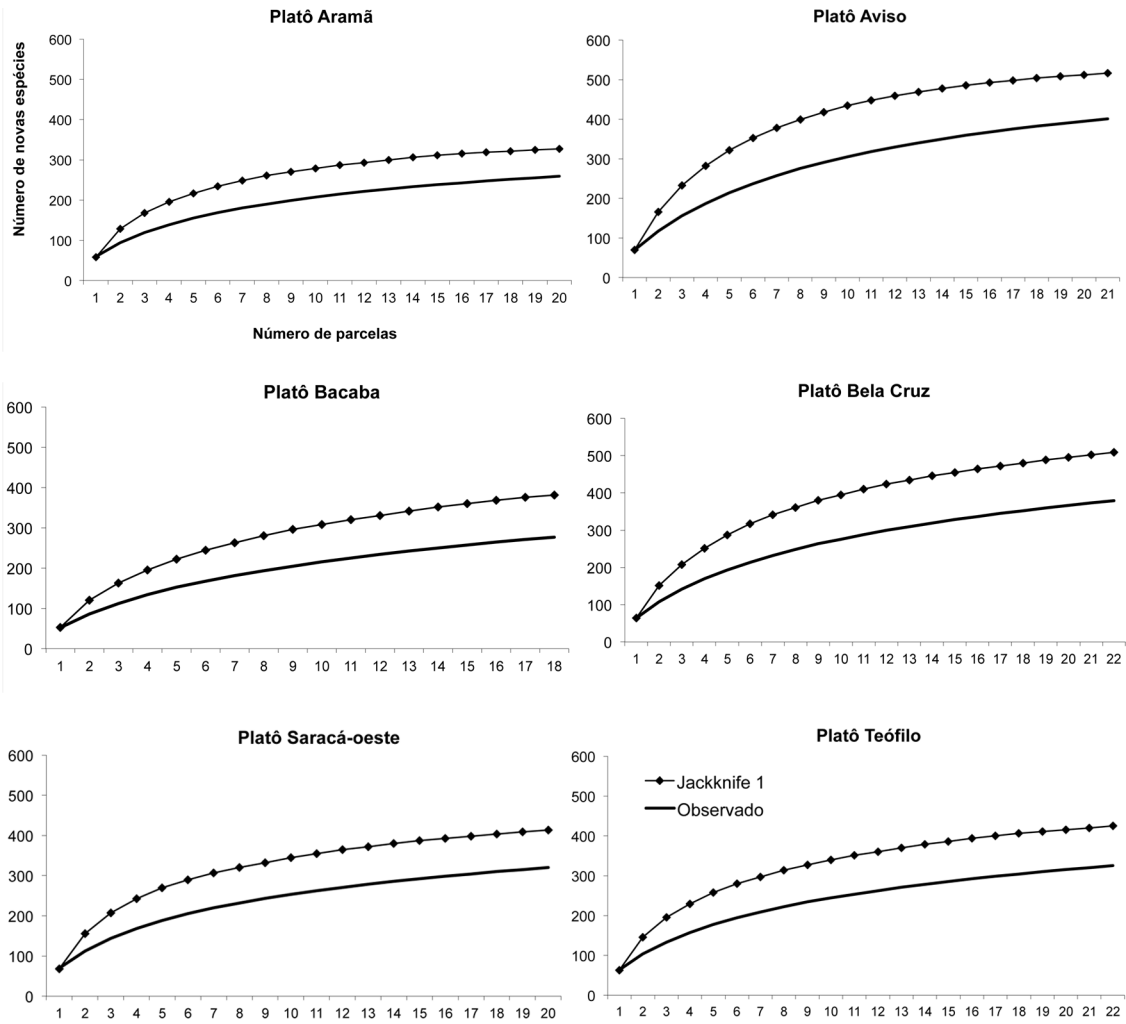 Platô Aramã
Número de novas espécies
600
500
400
300
200
100
0
1 2 3 4 5 6 7 8 9 10 11 12 13 14 15 16 17 18 19 20
Número de parcelas
Platô Aviso
600
500
400
300
200
100
0
1 2 3 4 5 6 7 8 9 10 11 12 13 14 15 16 17 18 19 20 21
Platô Bacaba
600
500
400
300
200
100
0
1 2 3 4 5 6 7 8 9 10 11 12 13 14 15 16 17 18
Platô Bela Cruz
600
500
400
300
200
100
0
1 2 3 4 5 6 7 8 9 10 11 12 13 14 15 16 17 18 19 20 21 22
Platô Saracá-oeste
600
500
400
300
200
100
0
1 2 3 4 5 6 7 8 9 10 11 12 13 14 15 16 17 18 19 20
Platô Teófilo
Jackknife 1
Observado
600
500
400
300
200
100
0
1 2 3 4 5 6 7 8 9 10 11 12 13 14 15 16 17 18 19 20 21 22